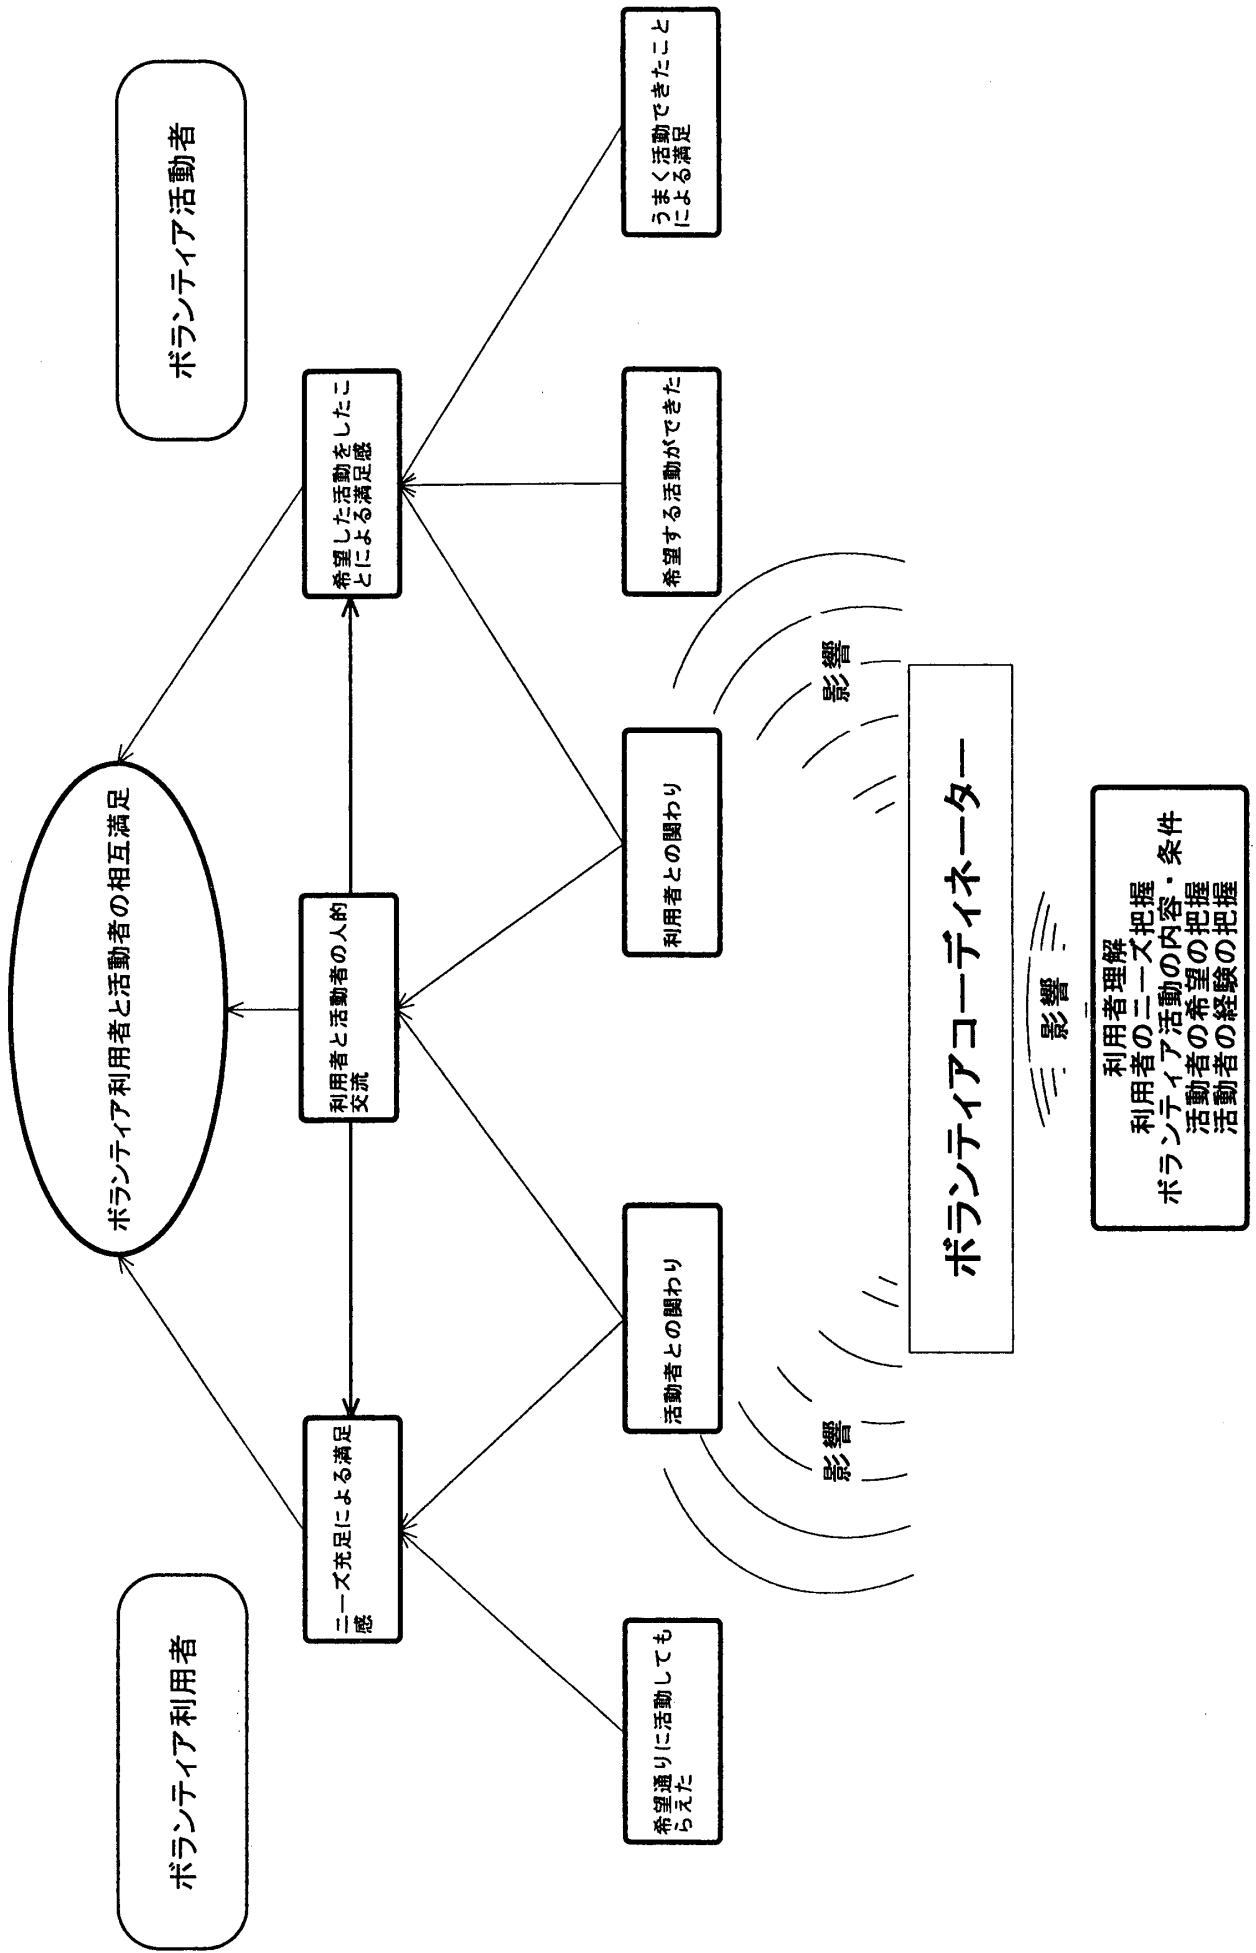 ボランティア利用者
ボランティア活動者
ボランティア利用者と活動者の相互満足
ニーズ充足による満足
感
利用者と活動者の人的
交流
希望した活動をしたこ
とによる満足感
希望通りに活動しても
らえた
活動者との関わり
利用者との関わり
希望する活動ができた
うまく活動できたこと
による満足
影響
影響
ボランティアコーディネーター
影響
利用者理解
利用者のニーズ把握
ボランティア活動の内容・条件
活動者の希望の把握
活動者の経験の把握